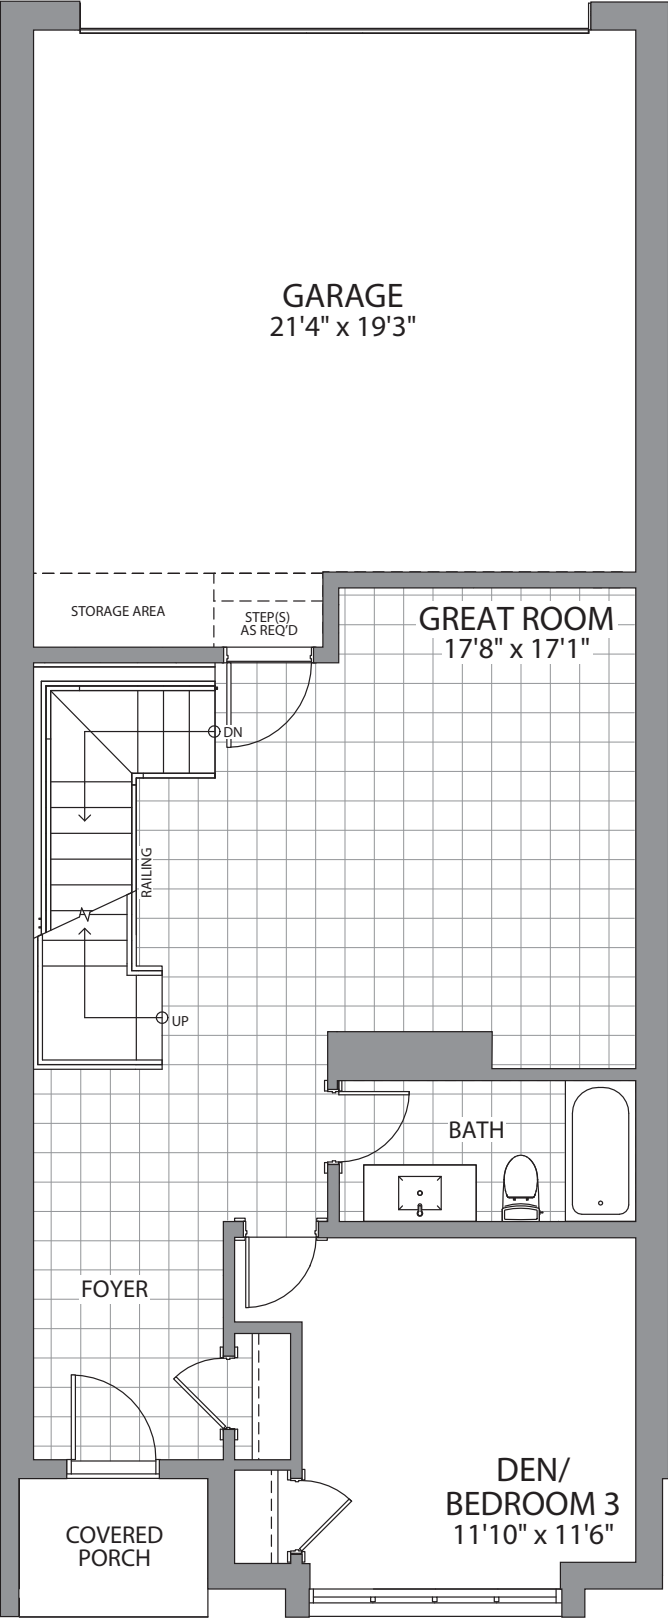 GARAGE
21'4" x 19'3"
STORAGE AREA
STEP(S)
AS REQ'D
GREAT ROOM
17'8" x 17'1"
DN
RAILING
UP
BATH
FOYER
DEN/
BEDROOM 3
11'10" x 11'6"
COVERED
PORCH